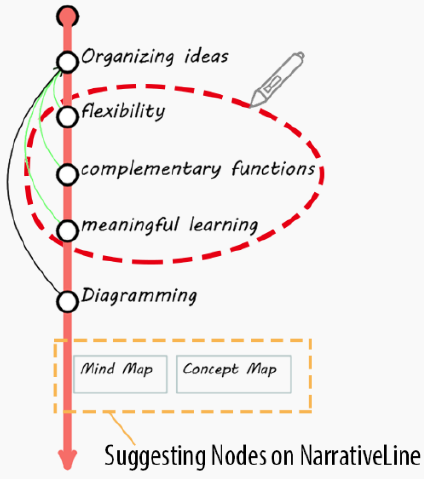 Organizing ideas
flexibility
complementary functions
meaningful learning
Diagramming
Mind Map
Concept Map
Suggesting Nodes on NarrativeLine